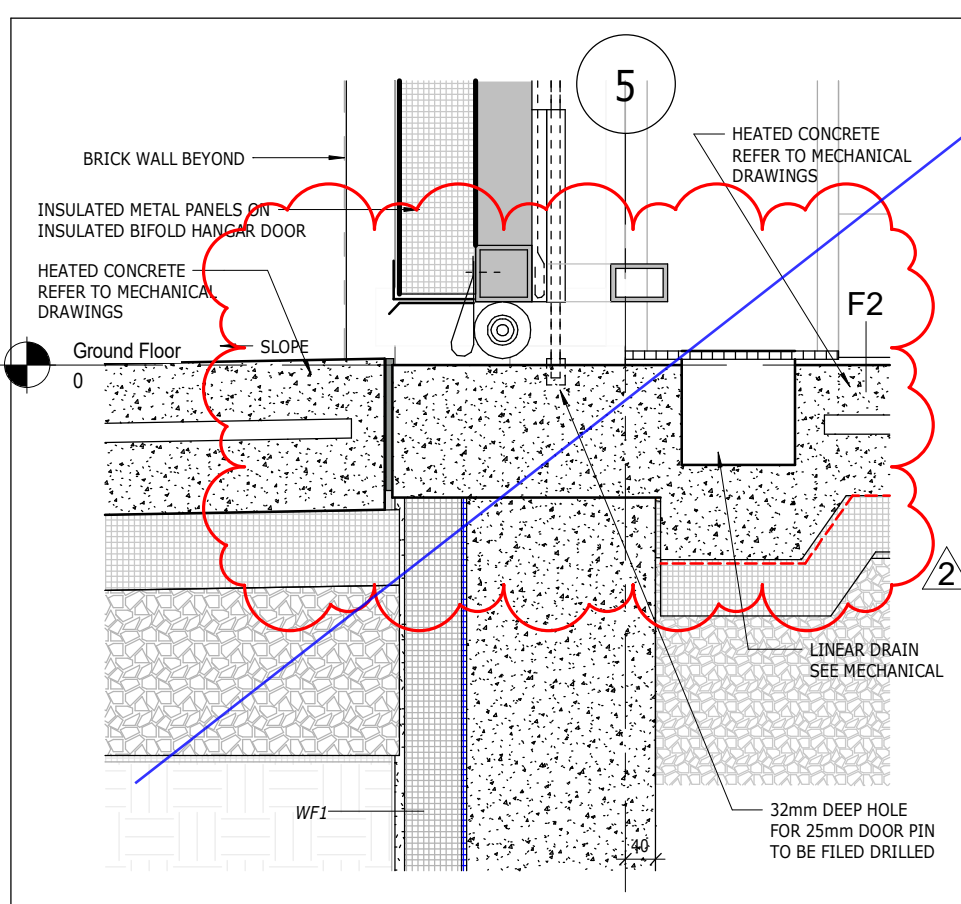 5
HEATED CONCRETE
REFER TO MECHANICAL
DRAWINGS
BRICK WALL BEYOND
INSULATED METAL PANELS ON
INSULATED BIFOLD HANGAR DOOR
HEATED CONCRETE
REFER TO MECHANICAL
DRAWINGS
F2
Ground Floor
SLOPE
0
2
LINEAR DRAIN
SEE MECHANICAL
WF1
32mm DEEP HOLE
FOR 25mm DOOR PIN
TO BE FILED DRILLED
40